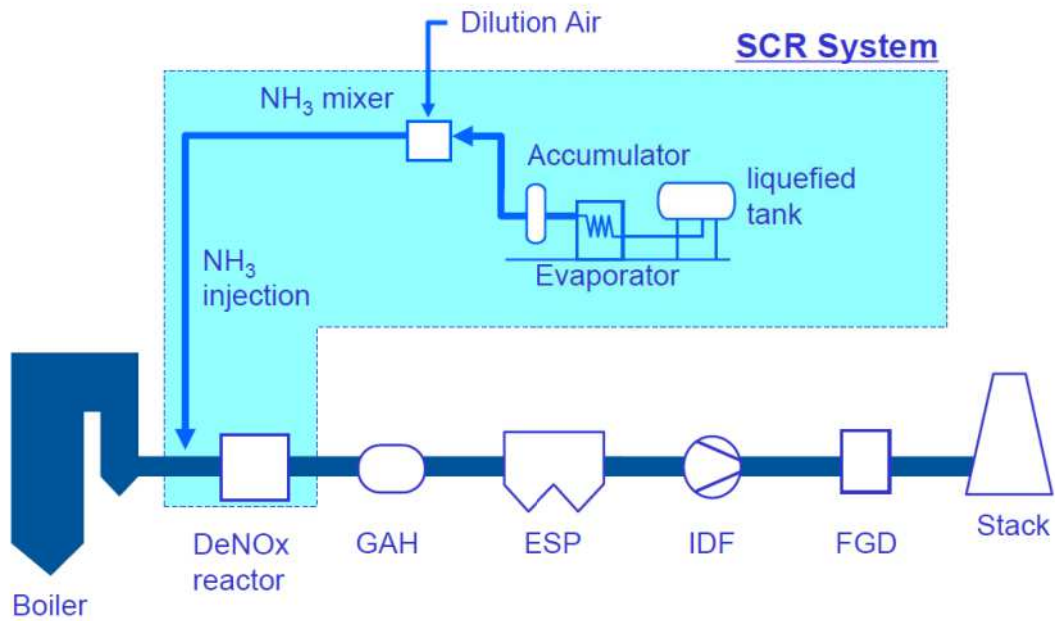 Dilution Air
SCR System
NH₃ mixer
Accumulator
liquefied
tank
Evaporator
NH₃
injection
DeNOx
reactor
GAH
ESP
IDF
FGD
Stack
Boiler